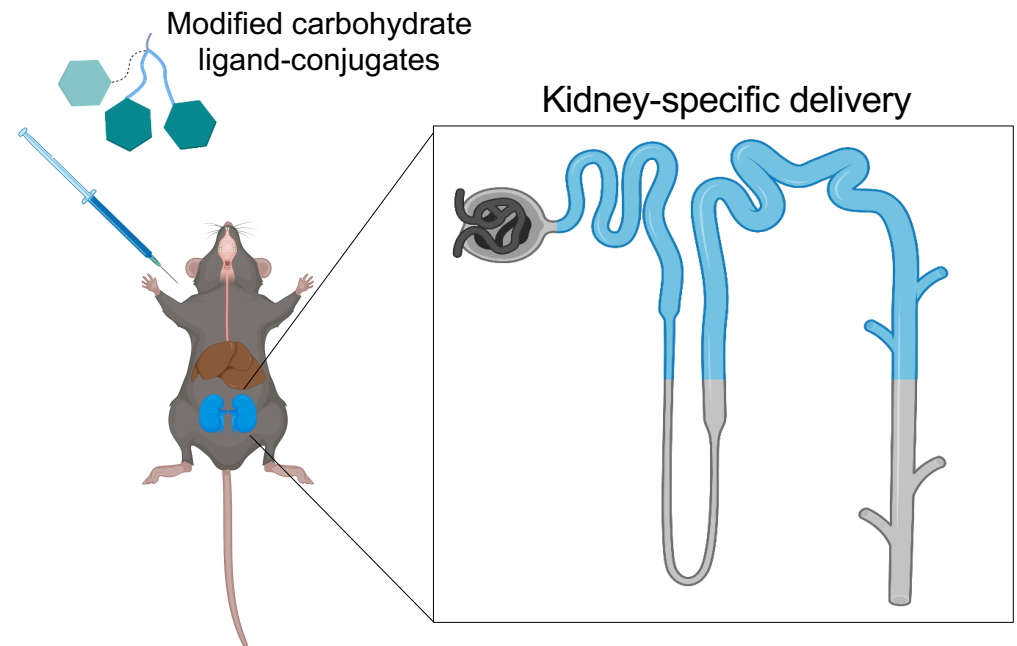 Modified carbohydrate
ligand-conjugates
Kidney-specific delivery